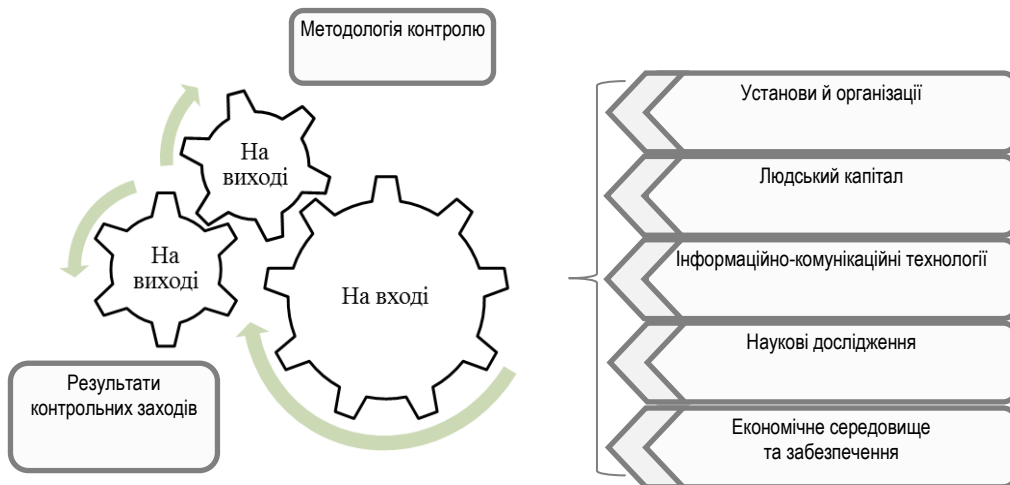 Методологія контролю
На
виході
На
виході
На вході
Результати
контрольних заходів
Установи й організації
Людський капітал
Інформаційно-комунікаційні технології
Наукові дослідження
Економічне середовище
та забезпечення